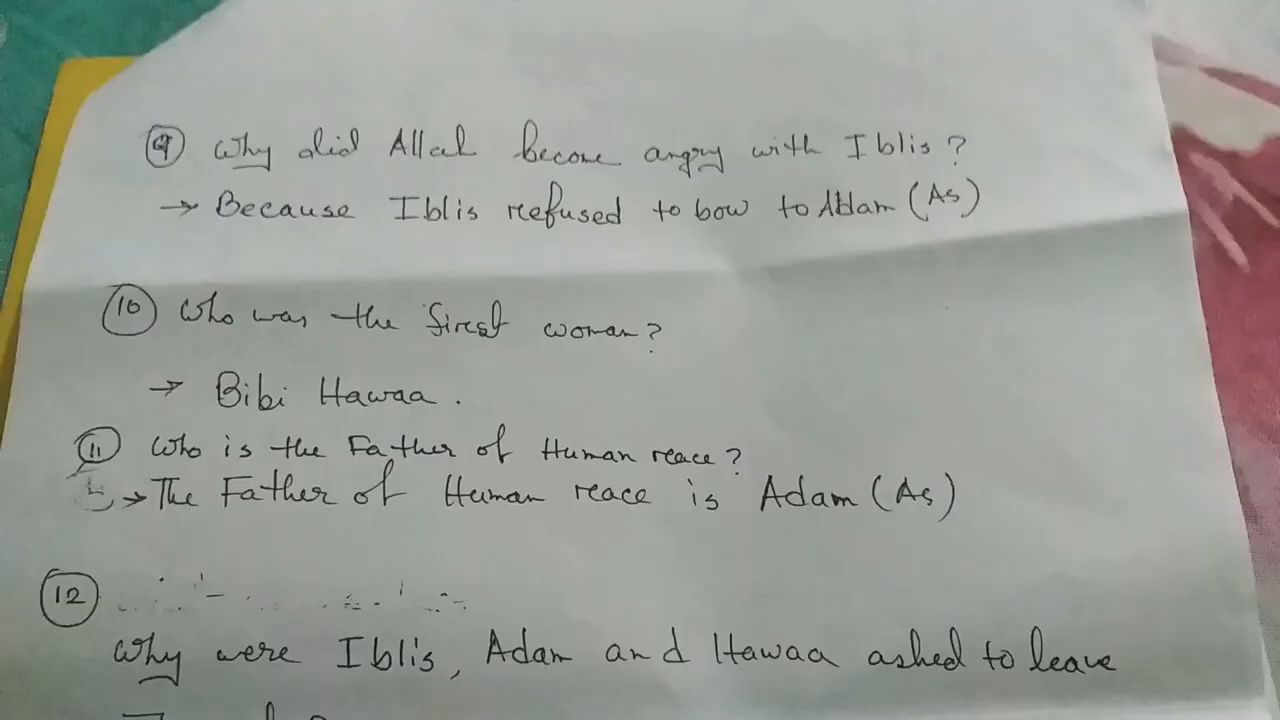 9 Why did Allah become angry with Iblis?
→ Because Iblis refused to bow to Adam (As)
10 Who was the first woman?
→ Bibi Hawaa.
11 Who is the Father of Human reace?
→ The Father of Human reace is Adam (As)
12
Why were Iblis, Adam and Hawaa asked to leave